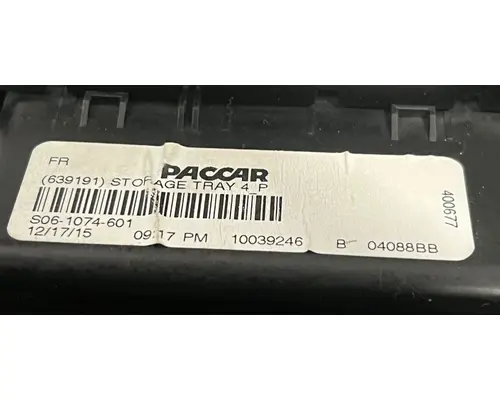 FR PACCAR
(639191) STORAGE TRAY 4 P
S06-1074-601
12/17/15 09:17 PM 10039246 B 04088BB
400677